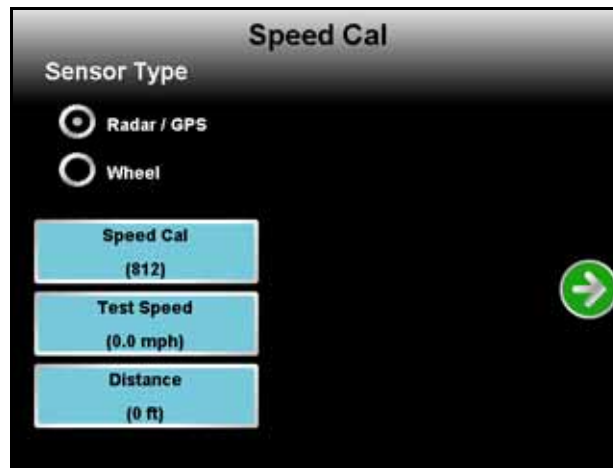 Speed Cal
Sensor Type
Radar / GPS
Wheel
Speed Cal
(812)
Test Speed
(0.0 mph)
Distance
(0 ft)